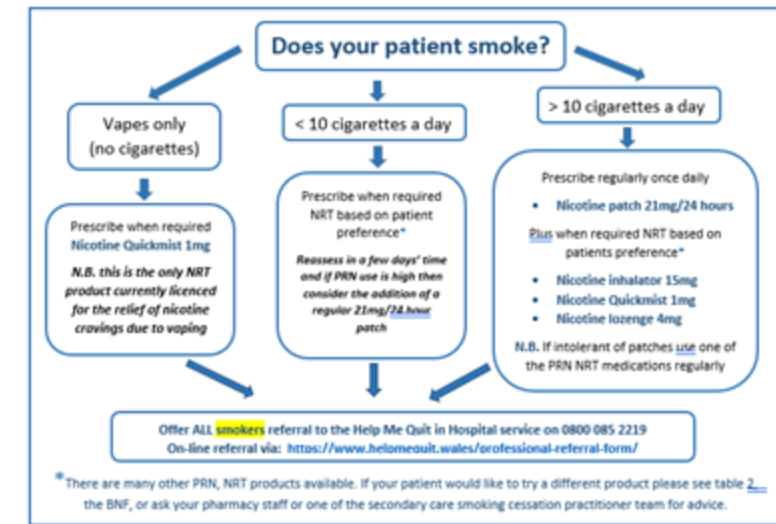 Does your patient smoke?
Vapes only
(no cigarettes)
< 10 cigarettes a day
> 10 cigarettes a day
Prescribe when required
Nicotine Quickmist 1mg
N.B. this is the only NRT
product currently licenced
for the relief of nicotine
cravings due to vaping
Prescribe when required
NRT based on patient
preference*
Reassess in a few days' time
and if PRN use is high then
consider the addition of a
regular 21mg/24 hour
patch
Prescribe regularly once daily
• Nicotine patch 21mg/24 hours
Plus when required NRT based on
patients preference*
• Nicotine inhalator 15mg
• Nicotine Quickmist 1mg
• Nicotine lozenge 4mg
N.B. If intolerant of patches use one of
the PRN NRT medications regularly
Offer ALL smokers referral to the Help Me Quit in Hospital service on 0800 085 2219
On-line referral via: https://www.helpmequit.wales/professional-referral-form/
*There are many other PRN, NRT products available. If your patient would like to try a different product please see table 2,
the BNF, or ask your pharmacy staff or one of the secondary care smoking cessation practitioner team for advice.